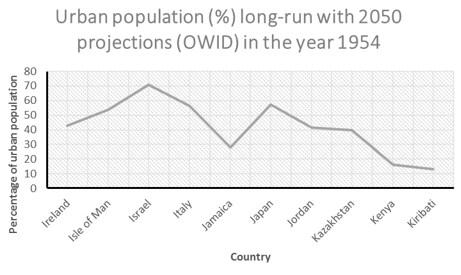 Urban population (%) long-run with 2050
projections (OWID) in the year 1954
Percentage of urban population
80
70
60
50
40
30
20
10
0
Ireland
Isle of Man
Israel
Italy
Jamaica
Japan
Jordan
Kazakhstan
Kenya
Kiribati
Country